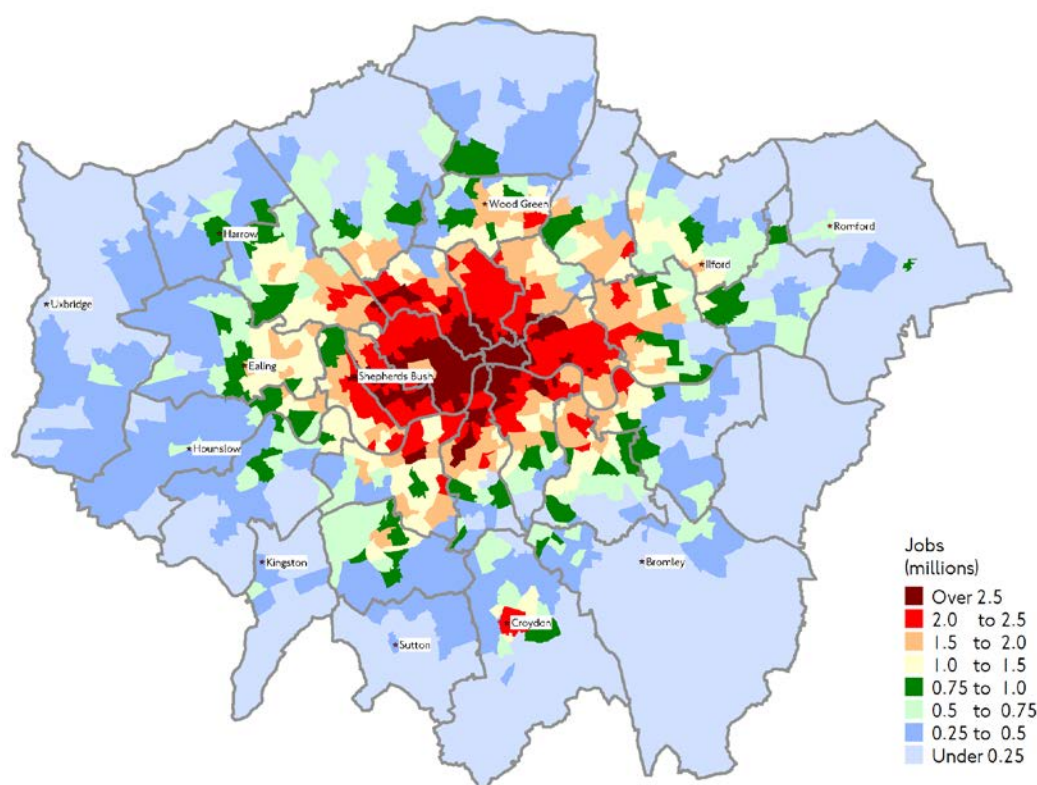 Wood Green
Harrow
Romford
Ilford
Uxbridge
Ealing
Shepherds Bush
Hounslow
Kingston
Bromley
Croydon
Sutton
Jobs
(millions)
Over 2.5
2.0 to 2.5
1.5 to 2.0
1.0 to 1.5
0.75 to 1.0
0.5 to 0.75
0.25 to 0.5
Under 0.25